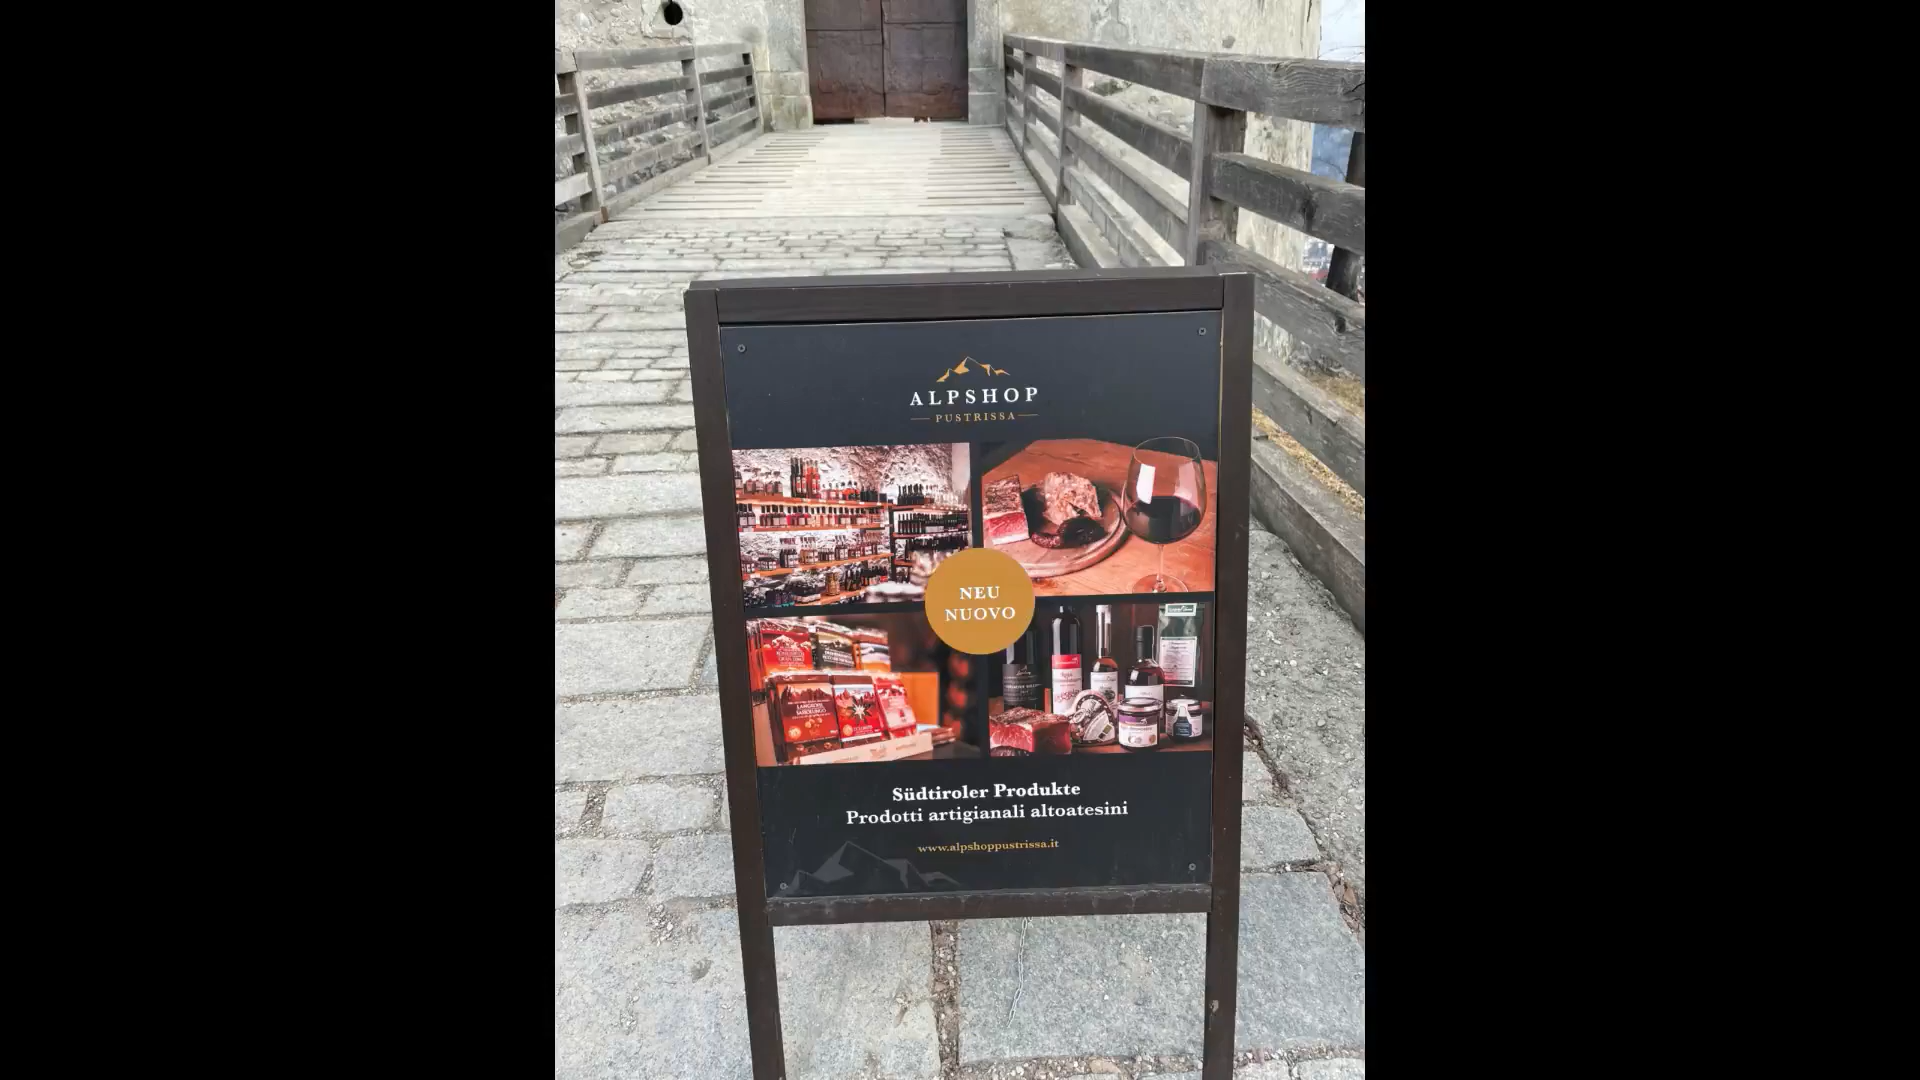 ALPSHOP
PUSTRISSA
NEU
NUOVO
Südtiroler Produkte
Prodotti artigianali altoatesini
www.alpshoppustrissa.it